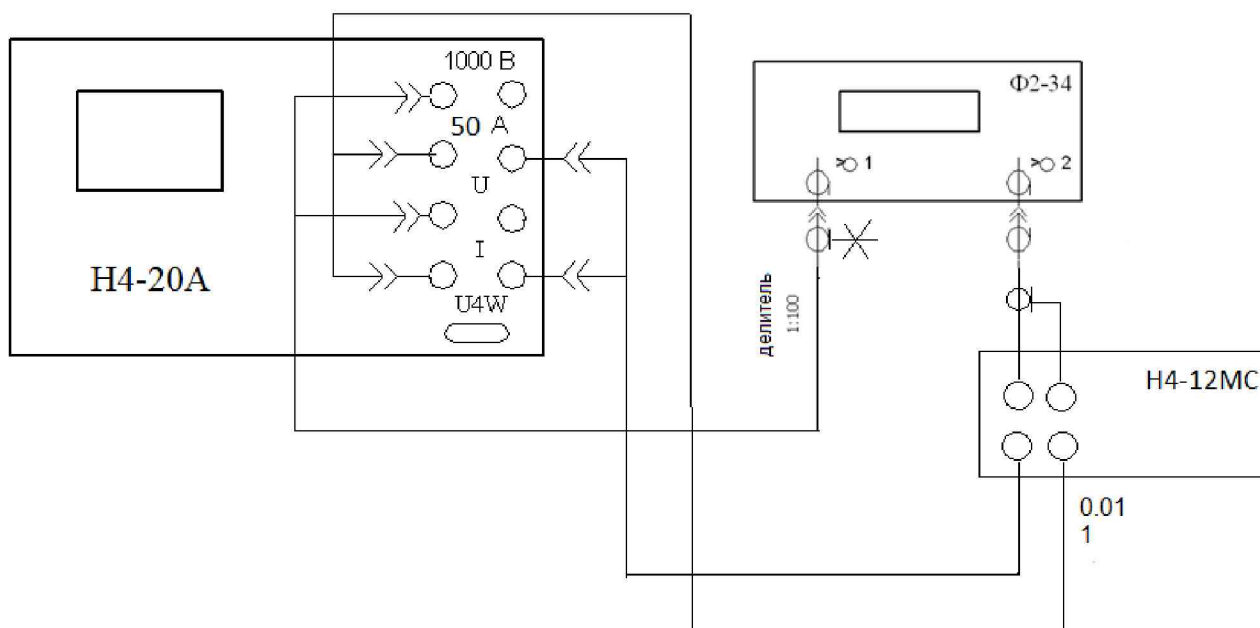 1000 В
50 А
U
I
U4W
Н4-20А
Ф2-34
1
2
делитель
1:100
Н4-12МС
0.01
1